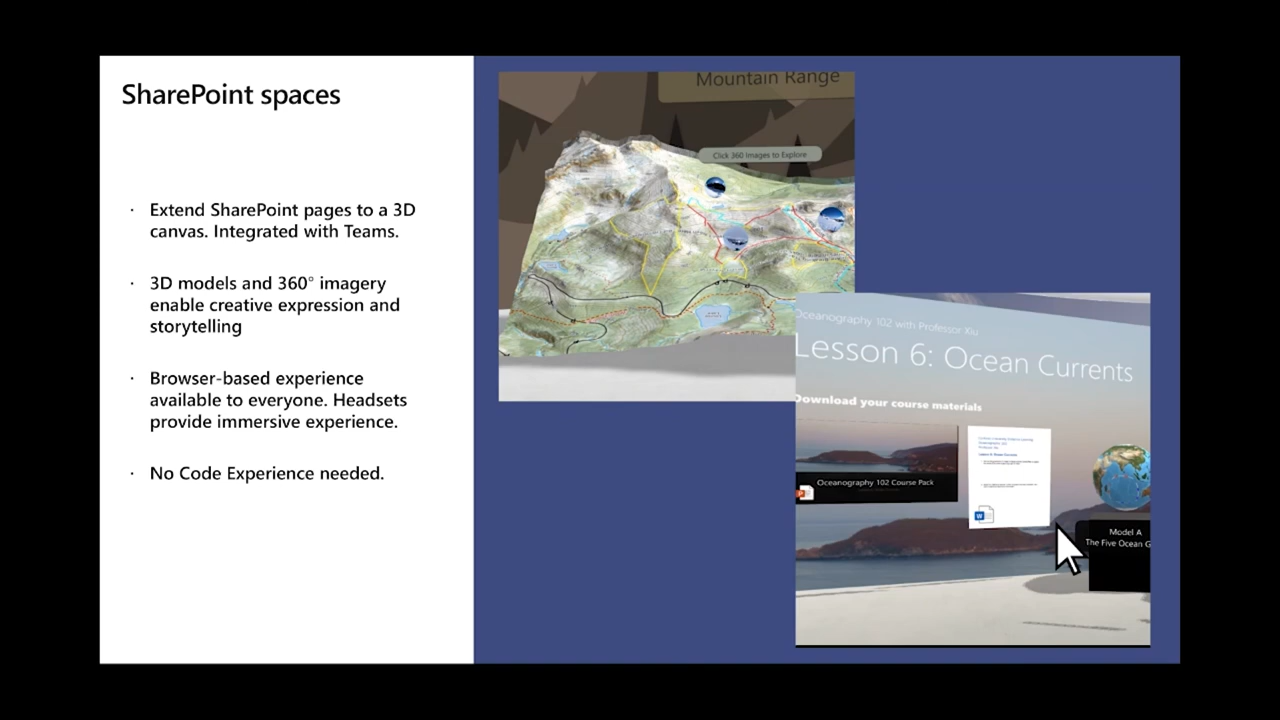 SharePoint spaces
· Extend SharePoint pages to a 3D
canvas. Integrated with Teams.
· 3D models and 360° imagery
enable creative expression and
storytelling
· Browser-based experience
available to everyone. Headsets
provide immersive experience.
· No Code Experience needed.
Mountain Range
Click 360 Images to Explore
Oceanography 102 with Professor Xiu
Lesson 6: Ocean Currents
Download your course materials
Oceanography 102 Course Pack
Model A
The Five Ocean G